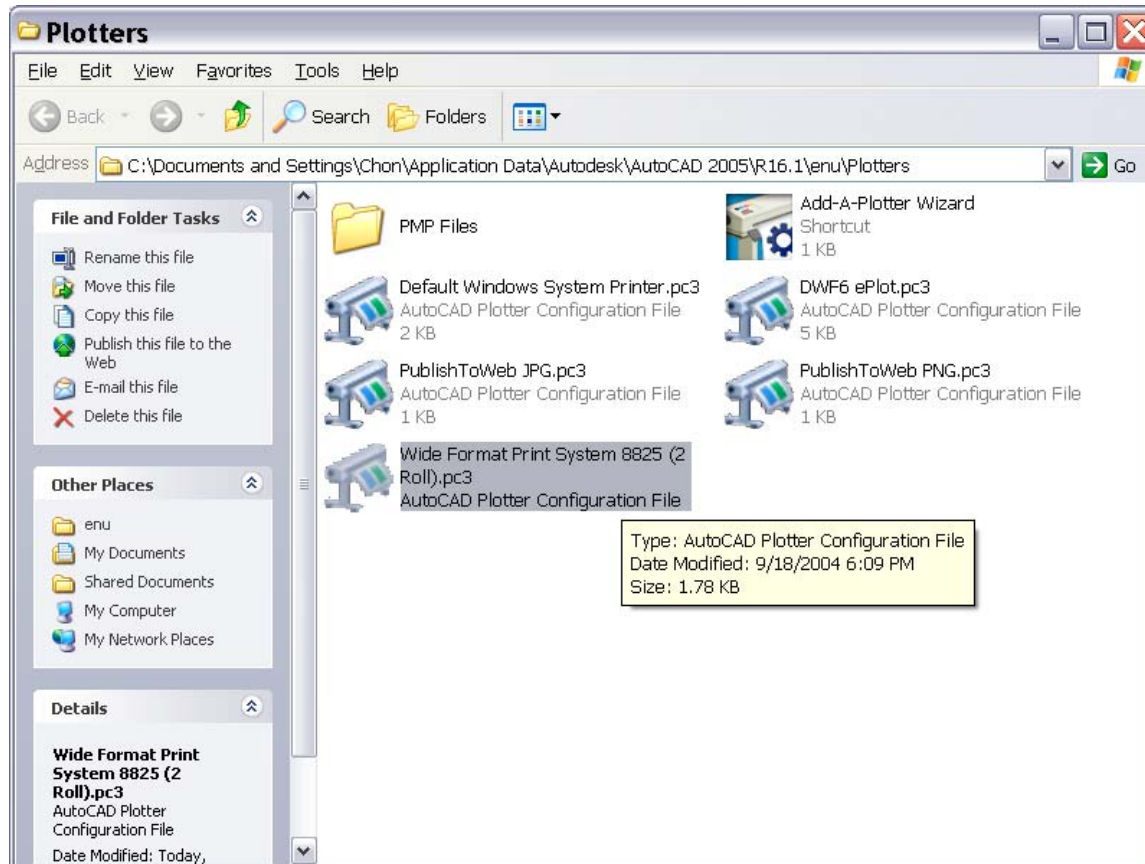 Plotters
File Edit View Favorites Tools Help
Back Search Folders
Address C:\Documents and Settings\Chon\Application Data\Autodesk\AutoCAD 2005\R16.1\enu\Plotters Go
File and Folder Tasks
Rename this file
Move this file
Copy this file
Publish this file to the
Web
E-mail this file
Delete this file
Other Places
enu
My Documents
Shared Documents
My Computer
My Network Places
Details
Wide Format Print
System 8825 (2
Roll).pc3
AutoCAD Plotter
Configuration File
Date Modified: Today,
PMP Files
Add-A-Plotter Wizard
Shortcut
1 KB
Default Windows System Printer.pc3
AutoCAD Plotter Configuration File
2 KB
DWF6 ePlot.pc3
AutoCAD Plotter Configuration File
5 KB
PublishToWeb JPG.pc3
AutoCAD Plotter Configuration File
1 KB
PublishToWeb PNG.pc3
AutoCAD Plotter Configuration File
1 KB
Wide Format Print System 8825 (2
Roll).pc3
AutoCAD Plotter Configuration File
Type: AutoCAD Plotter Configuration File
Date Modified: 9/18/2004 6:09 PM
Size: 1.78 KB